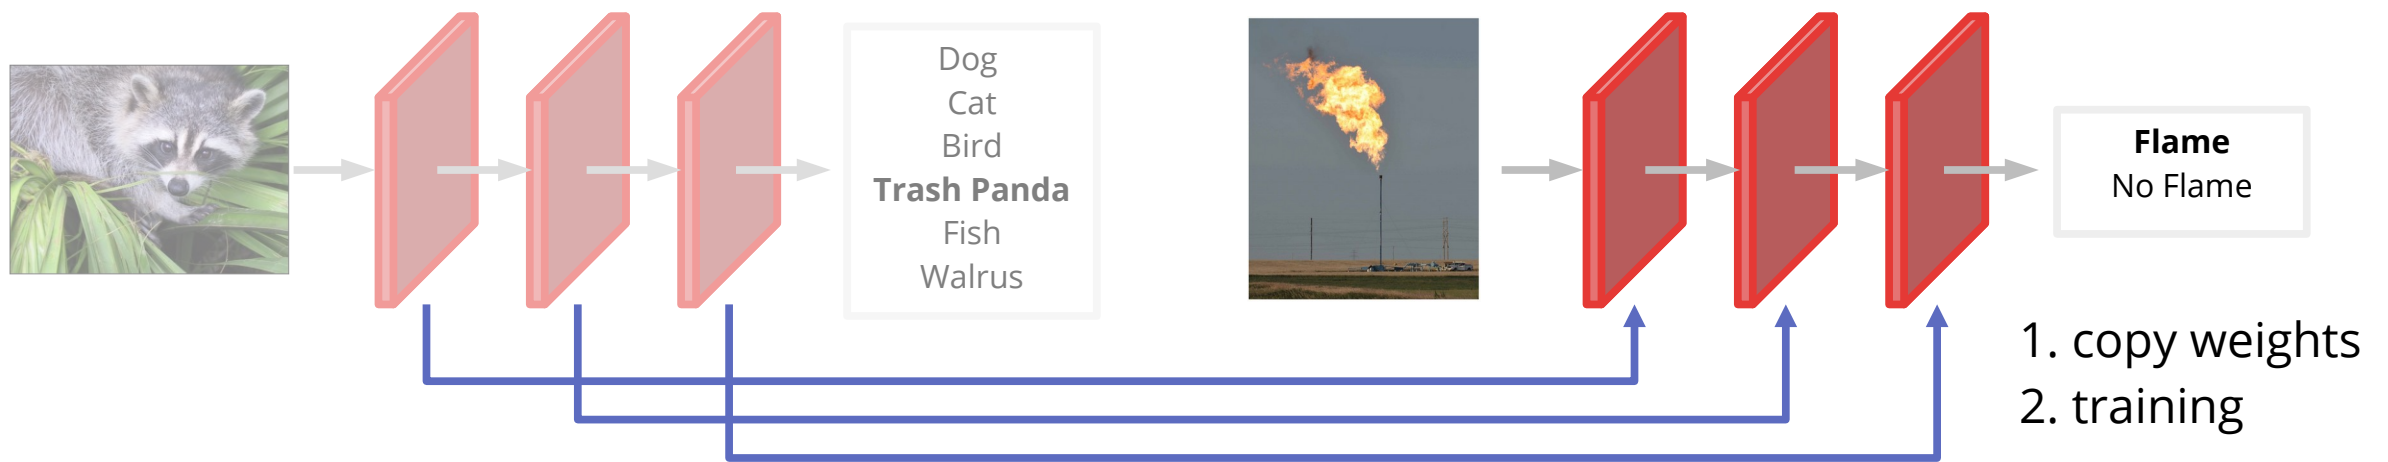 Dog
Cat
Bird
Trash Panda
Fish
Walrus
Flame
No Flame
1. copy weights
2. training